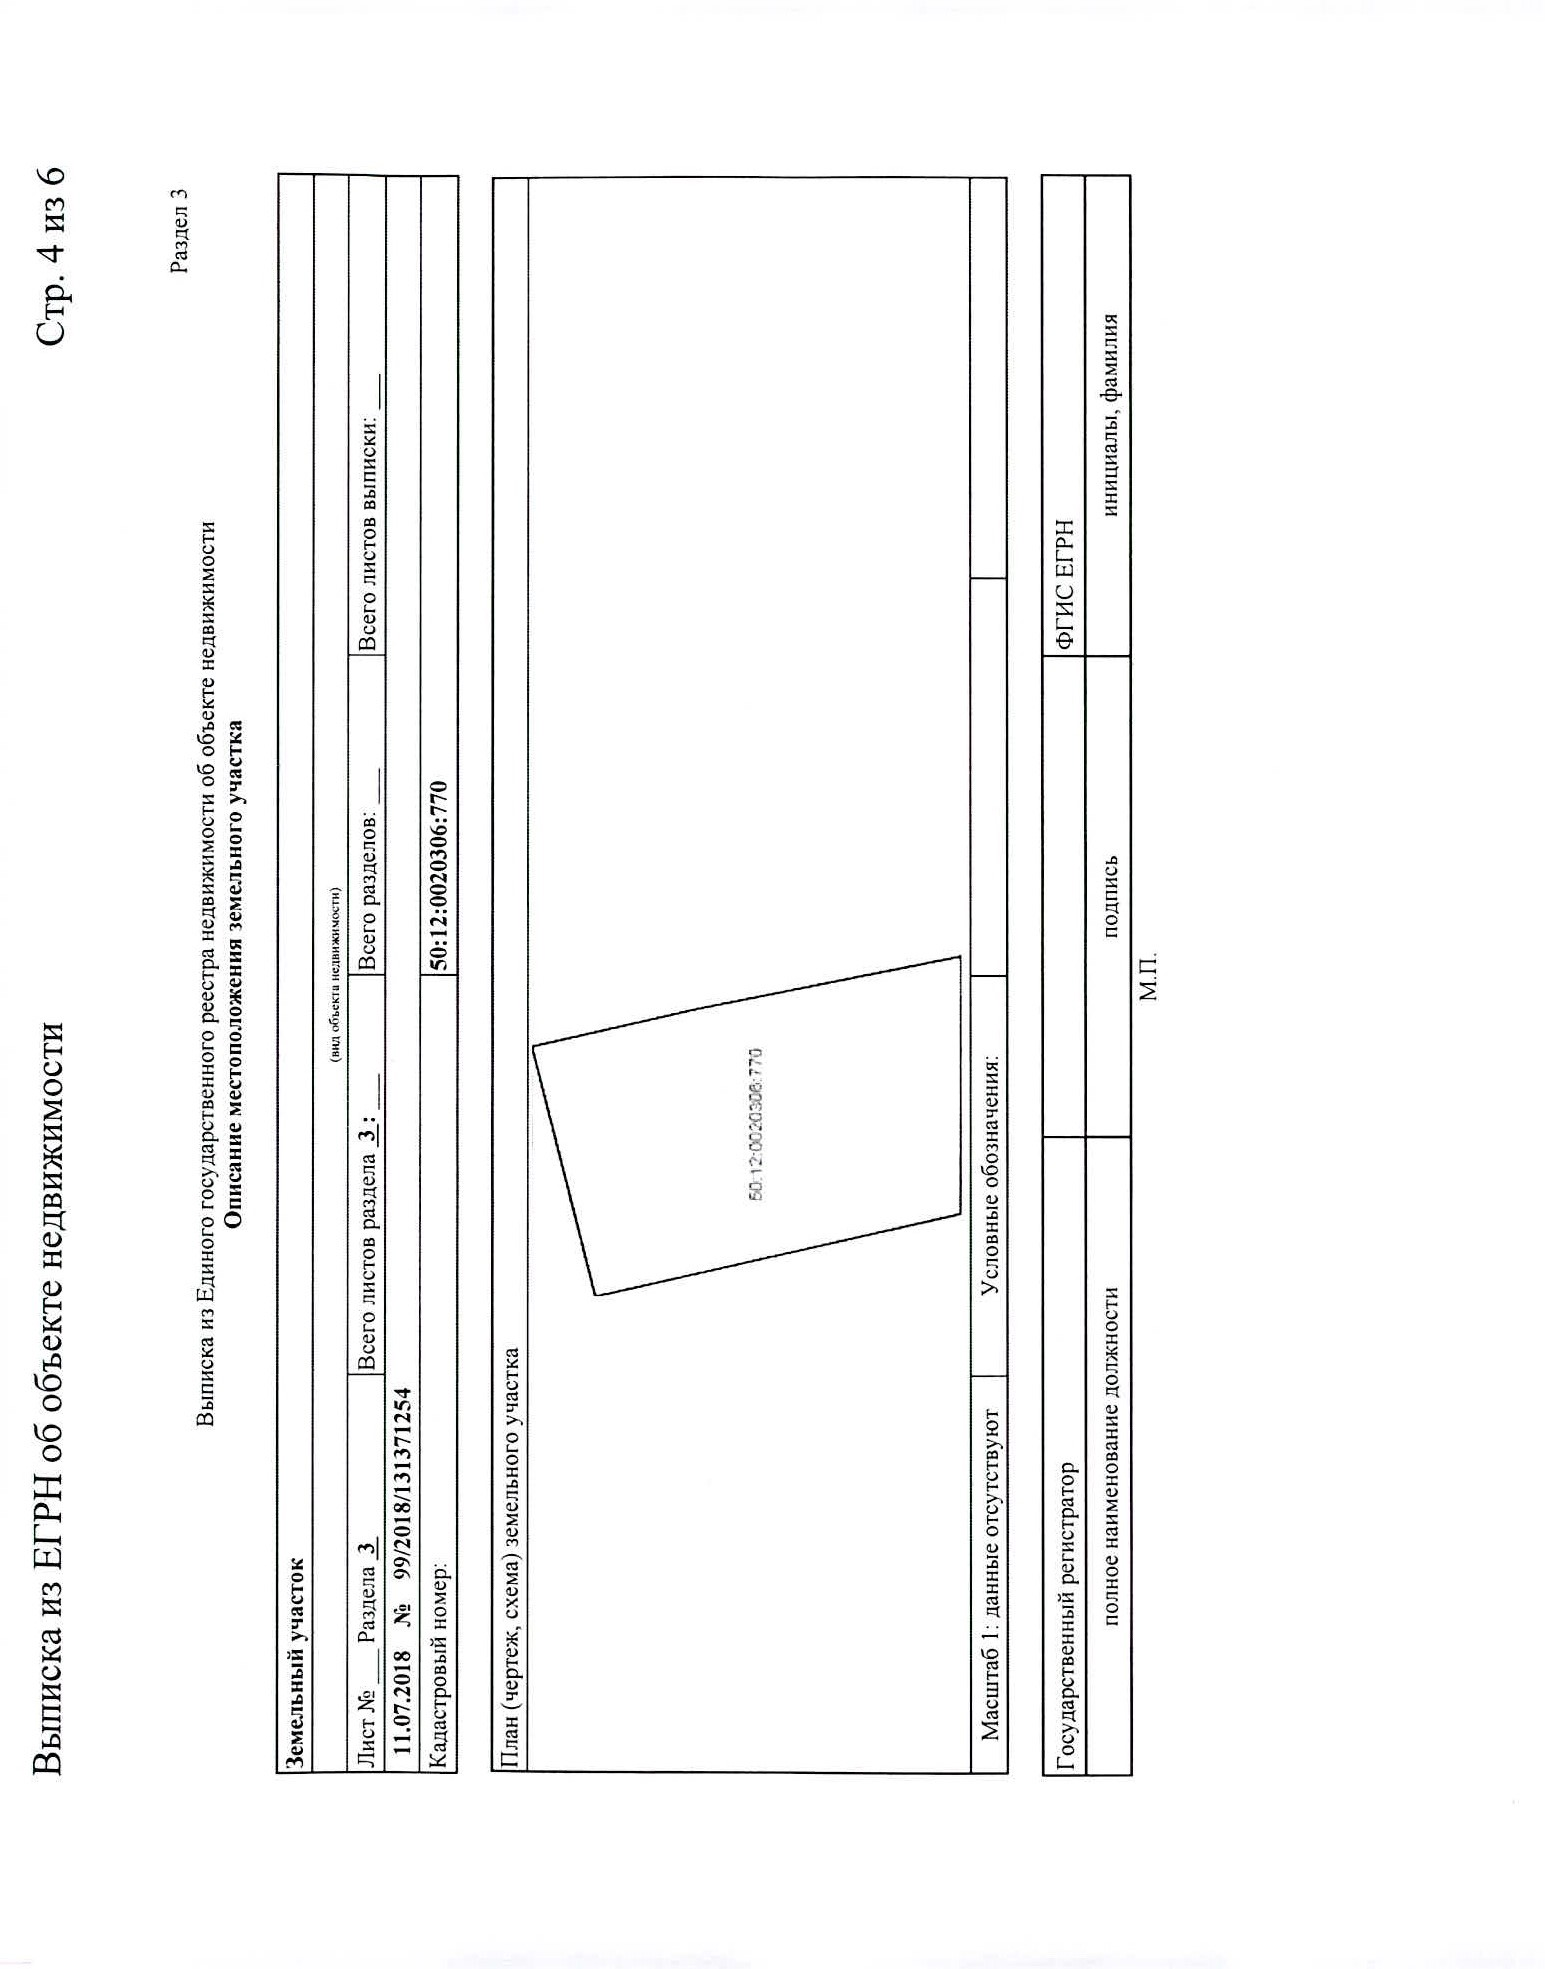 Выписка из ЕГРН об объекте недвижимости Стр. 4 из 6
Раздел 3
Выписка из Единого государственного реестра недвижимости об объекте недвижимости
Описание местоположения земельного участка
Земельный участок
(вид объекта недвижимости)
Лист № ___ Раздела 3 Всего листов раздела 3 : ___ Всего разделов: ___ Всего листов выписки: ___
11.07.2018 № 99/2018/131371254
Кадастровый номер: 50:12:0020306:770
План (чертеж, схема) земельного участка
50:12:0020306:770
Масштаб 1: данные отсутствуют Условные обозначения:
Государственный регистратор ФГИС ЕГРН
полное наименование должности подпись инициалы, фамилия
М.П.